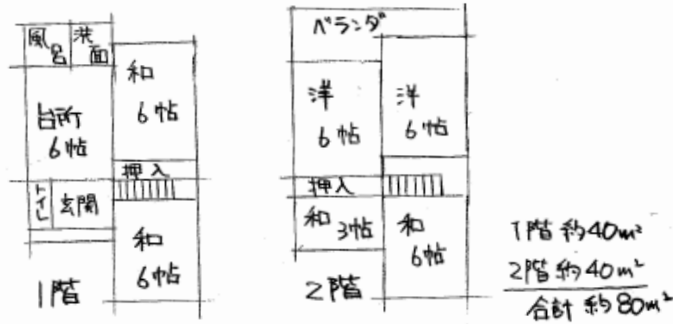 風呂
洗面
和
6帖
台所
6帖
押入
トイレ
玄関
和
6帖
1階
ベランダ
洋
6帖
洋
6帖
押入
和 3帖
和
6帖
2階
1階 約40m²
2階 約40m²
合計 約80m²